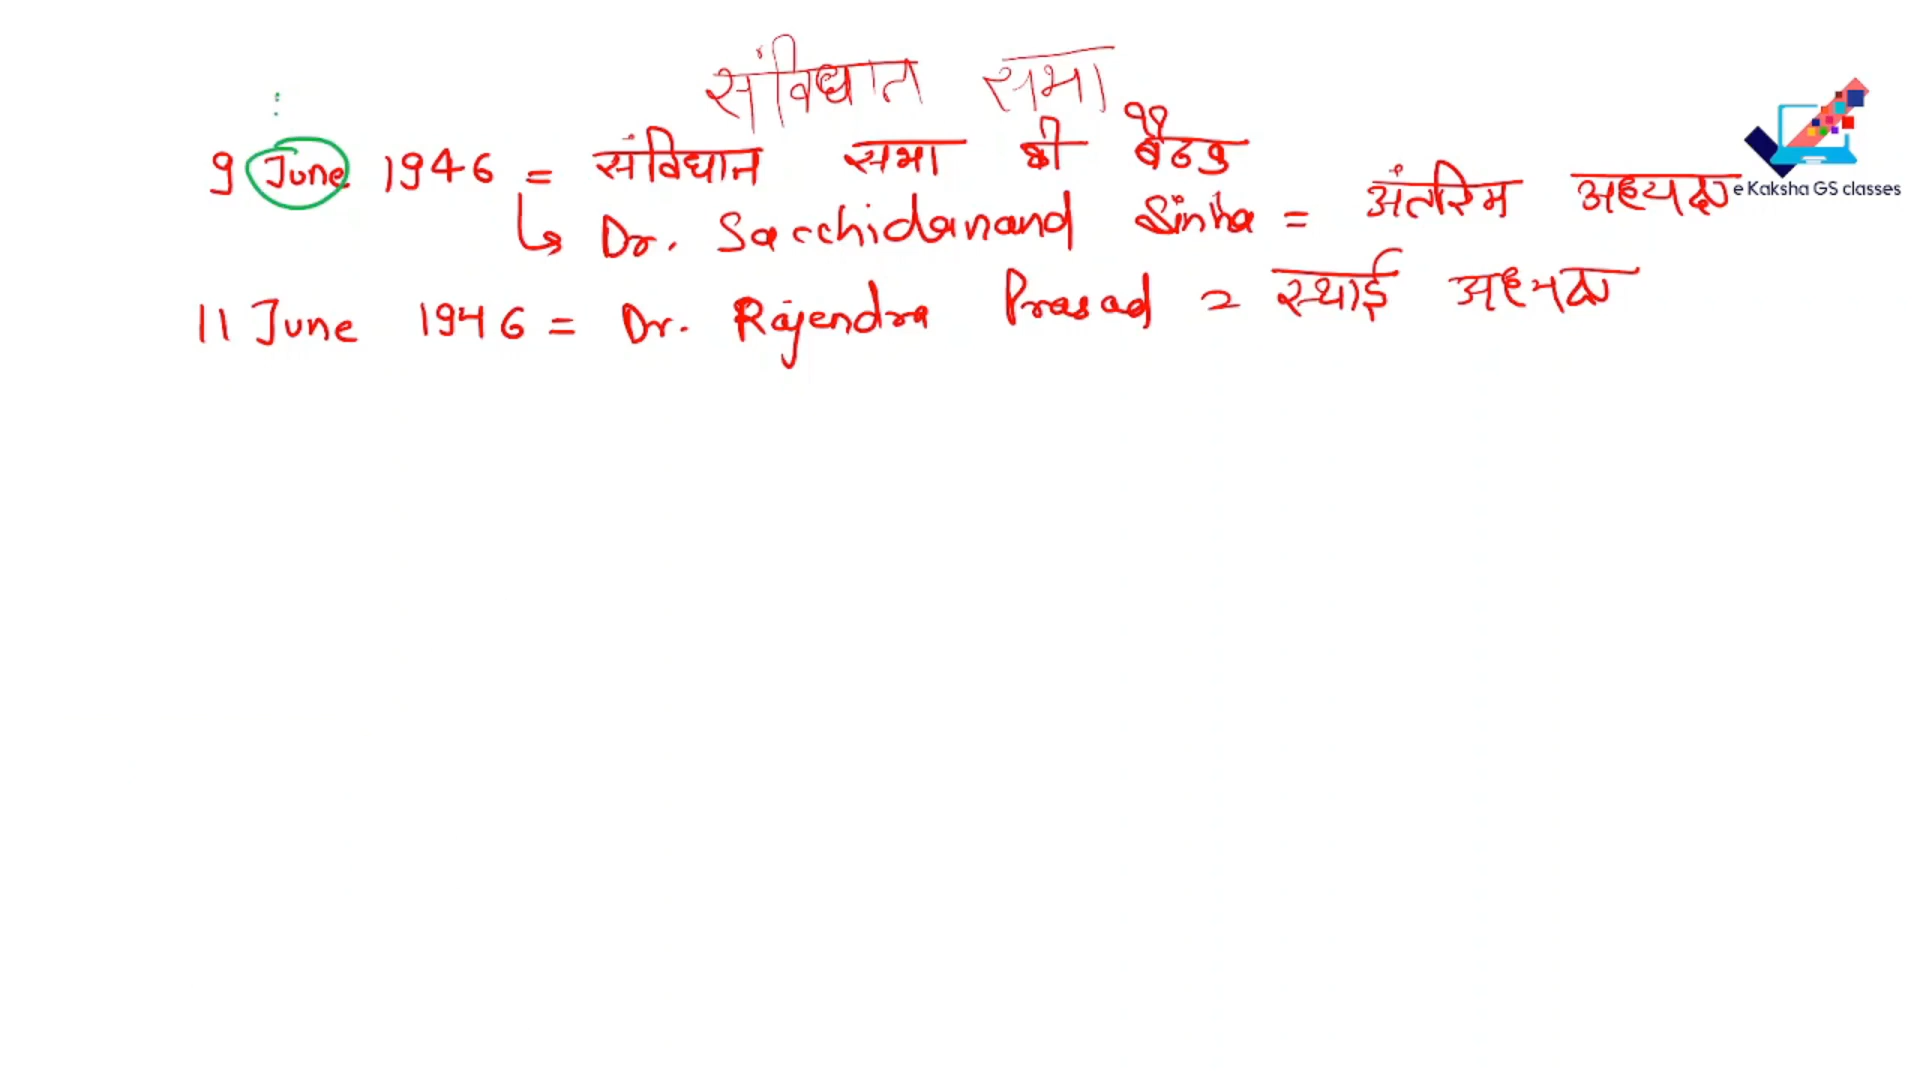 संविधान सभा
9 June 1946 = संविधान सभा की बैठक
Dr. Sacchidanand Sinha = अंतरिम अध्यक्ष
11 June 1946 = Dr. Rajendra Prasad = स्थाई अध्यक्ष
e Kaksha GS classes